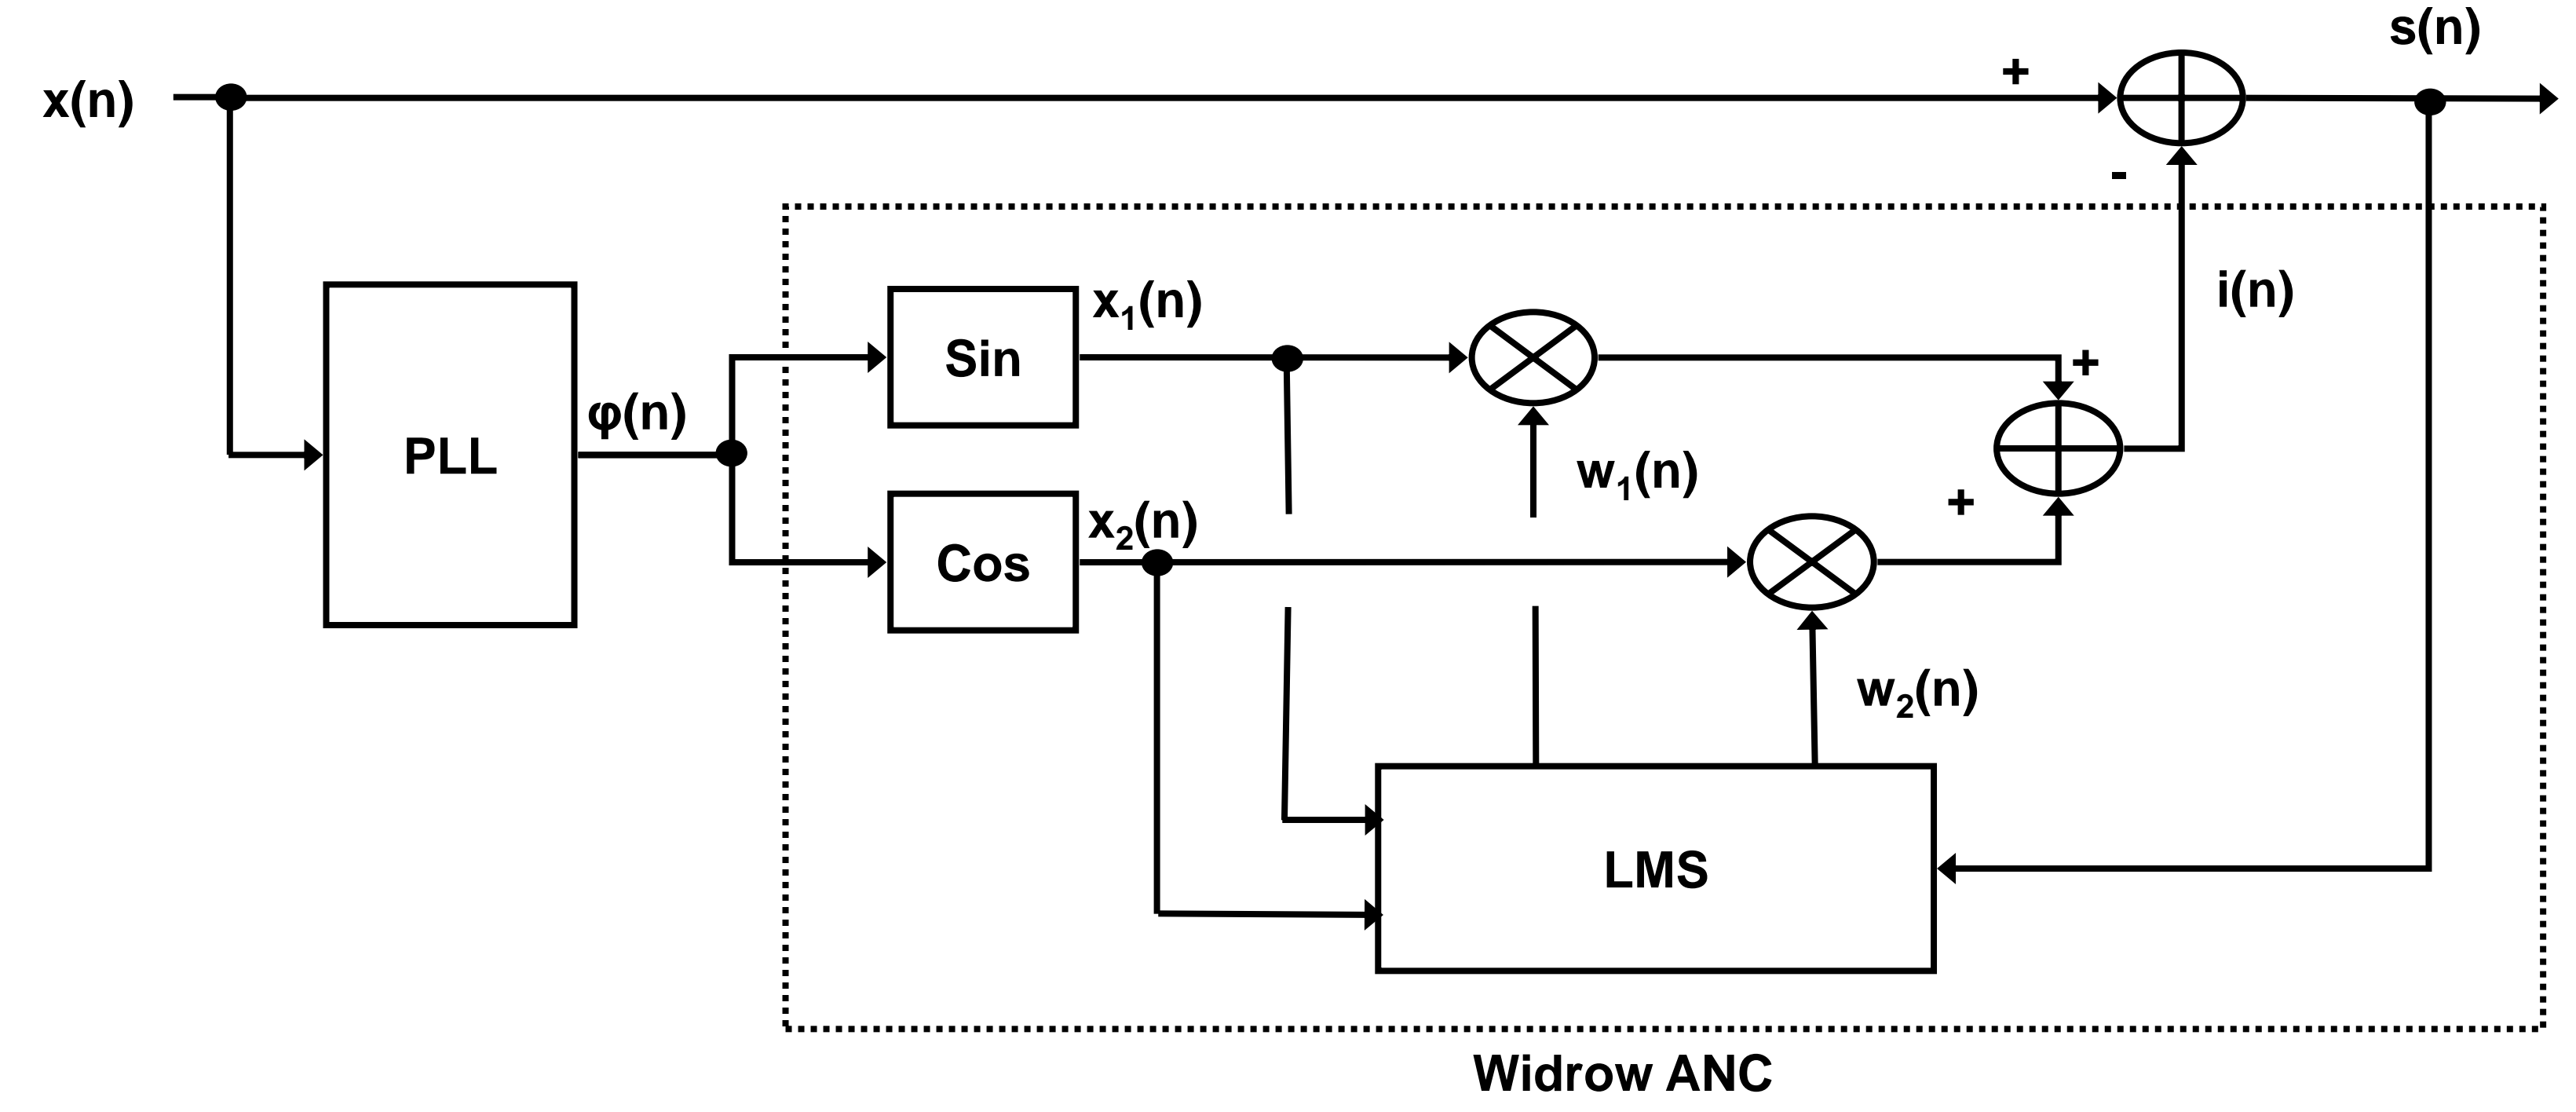 s(n)
x(n)
+
-
i(n)
x₁(n)
Sin
+
φ(n)
PLL
w₁(n)
+
x₂(n)
Cos
w₂(n)
LMS
Widrow ANC